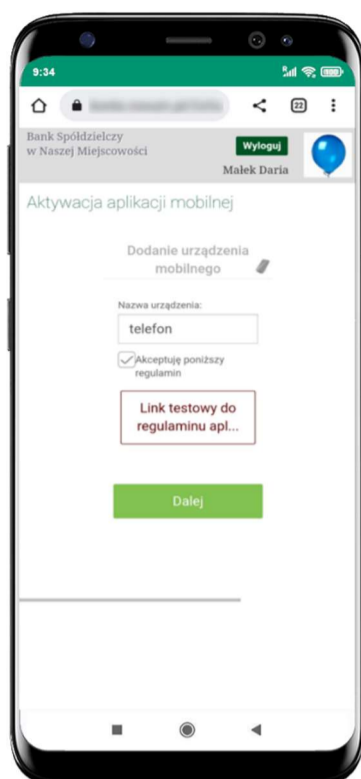 9:34
22
Bank Spółdzielczy
w Naszej Miejscowości
Wyloguj
Małek Daria
Aktywacja aplikacji mobilnej
Dodanie urządzenia
mobilnego
Nazwa urządzenia:
telefon
Akceptuję poniższy
regulamin
Link testowy do
regulaminu apl...
Dalej